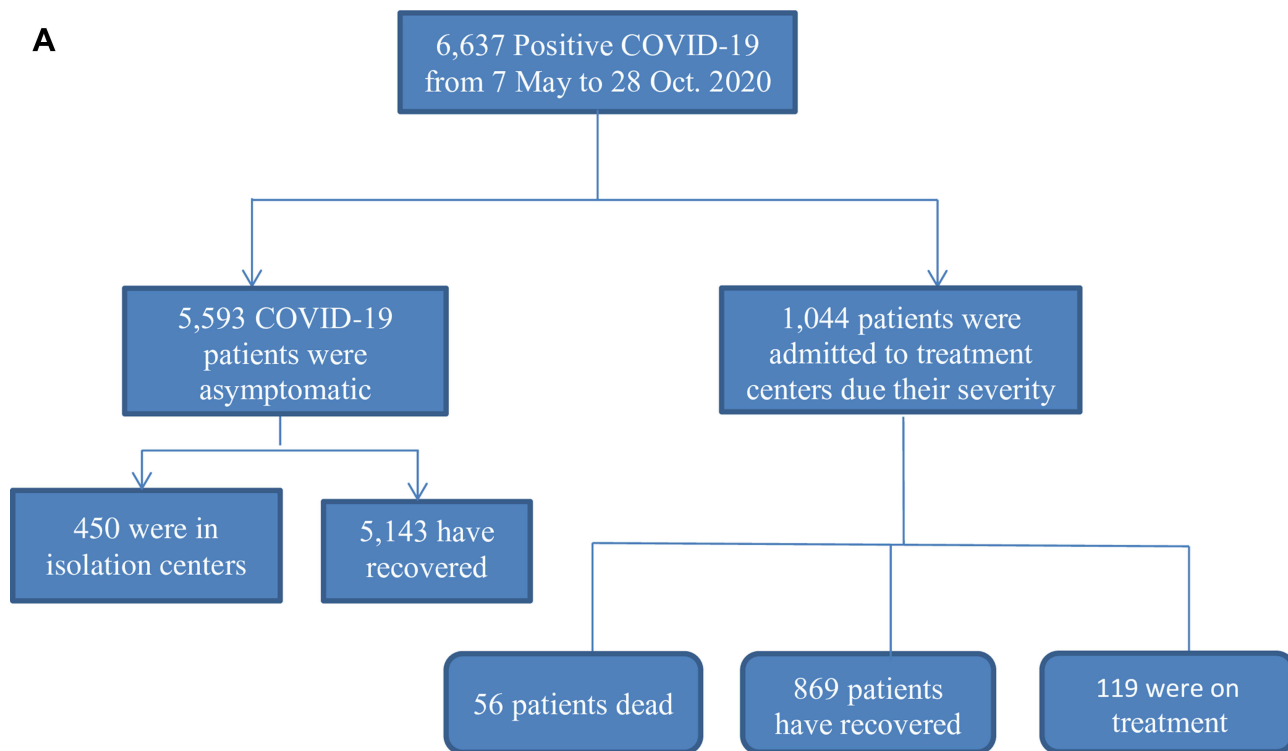 A
6,637 Positive COVID-19
from 7 May to 28 Oct. 2020
5,593 COVID-19
patients were
asymptomatic
1,044 patients were
admitted to treatment
centers due their severity
450 were in
isolation centers
5,143 have
recovered
56 patients dead
869 patients
have recovered
119 were on
treatment